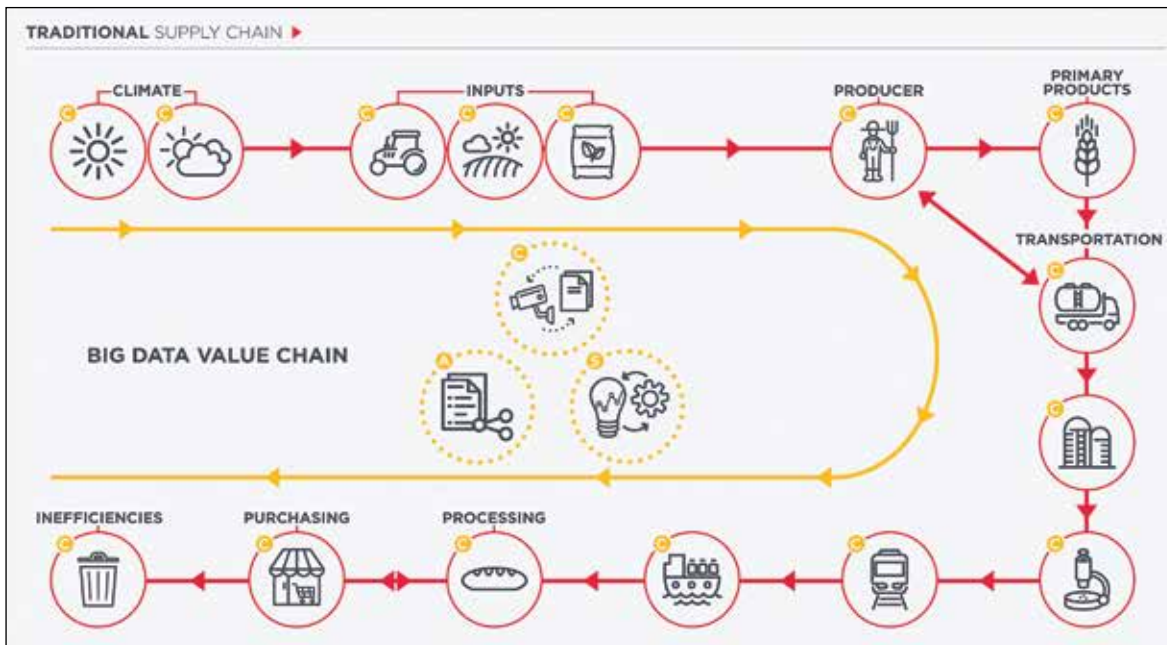 TRADITIONAL SUPPLY CHAIN
CLIMATE
INPUTS
PRODUCER
PRIMARY
PRODUCTS
C
C
C
C
C
C
C
TRANSPORTATION
C
C
BIG DATA VALUE CHAIN
A
S
C
INEFFICIENCIES
PURCHASING
PROCESSING
C
C
C
C
C
C